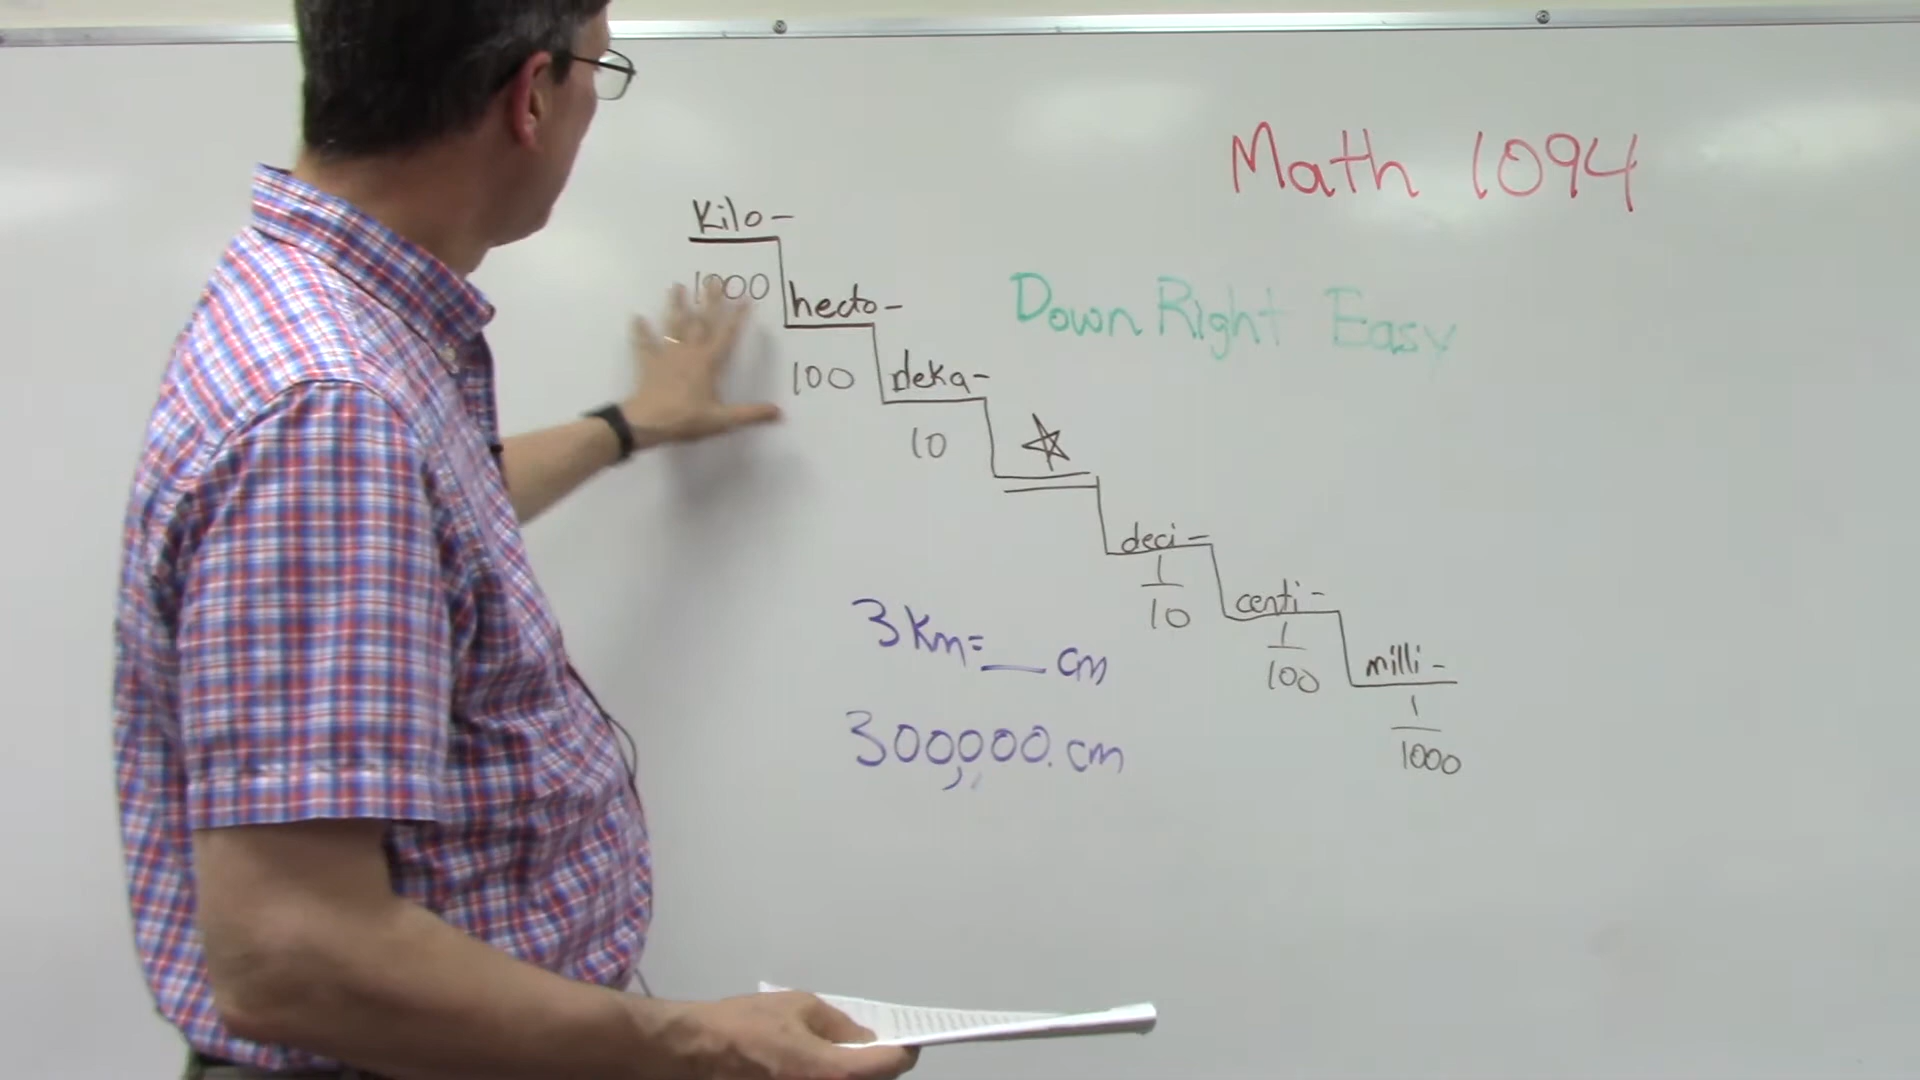 Math 1094
Kilo-
1000
hecto-
100
Down Right Easy
deka-
10
deci-
1
10
centi-
1
100
milli-
1
1000
3 Km = __ cm
300,000. cm